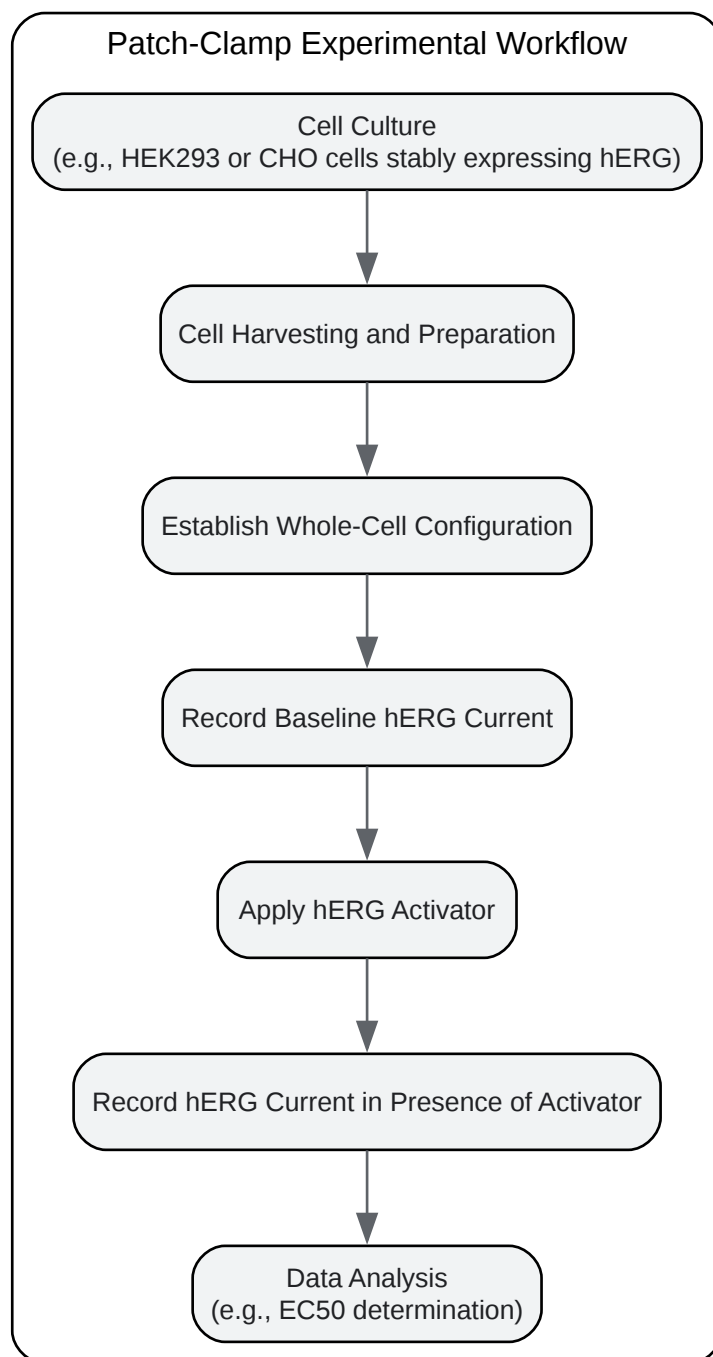 Patch-Clamp Experimental Workflow
Cell Culture
(e.g., HEK293 or CHO cells stably expressing hERG)
Cell Harvesting and Preparation
Establish Whole-Cell Configuration
Record Baseline hERG Current
Apply hERG Activator
Record hERG Current in Presence of Activator
Data Analysis
(e.g., EC50 determination)